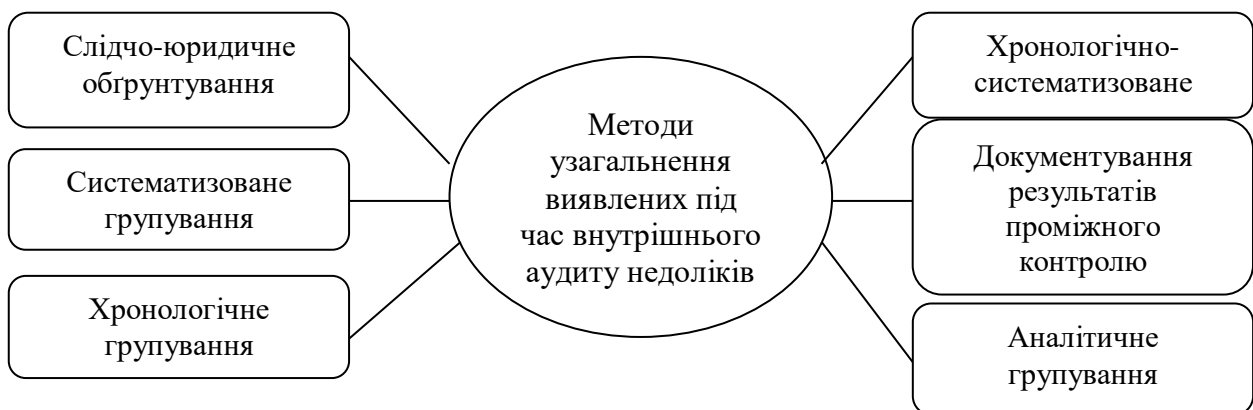 Слідчо-юридичне
обґрунтування
Систематизоване
групування
Хронологічне
групування
Методи
узагальнення
виявлених під
час внутрішнього
аудиту недоліків
Хронологічно-
систематизоване
Документування
результатів
проміжного
контролю
Аналітичне
групування